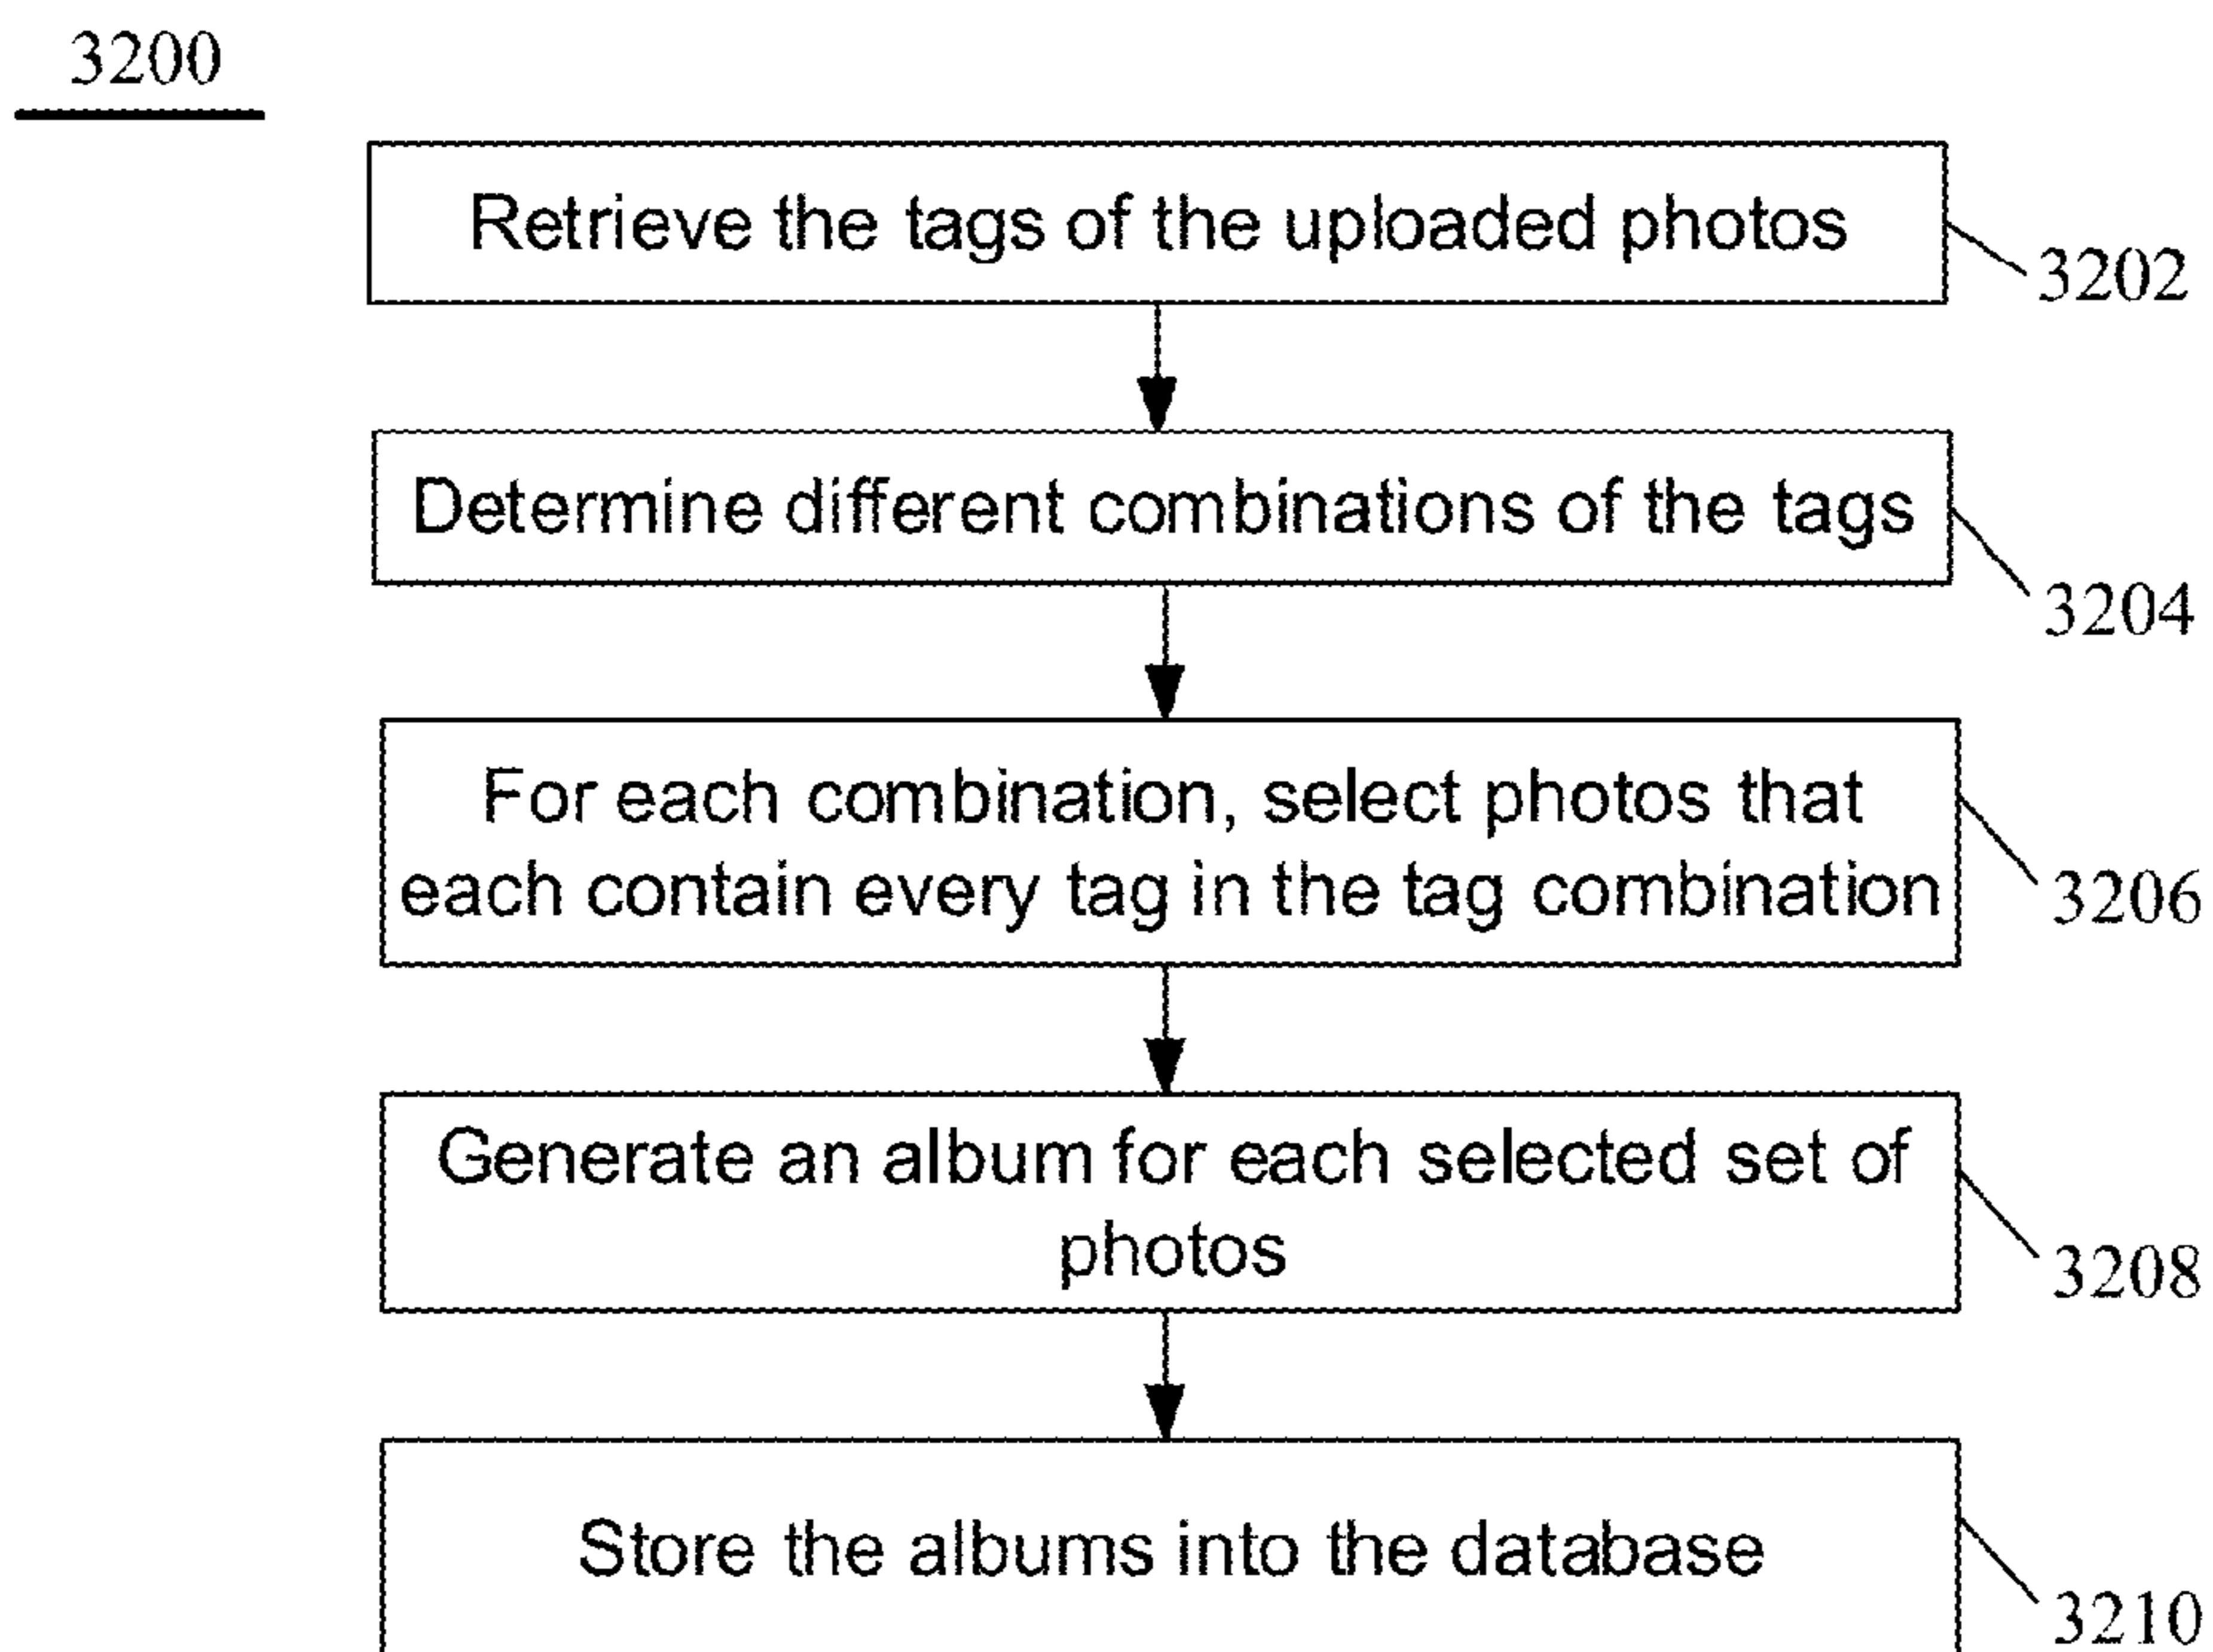 3200
Retrieve the tags of the uploaded photos
3202
Determine different combinations of the tags
3204
For each combination, select photos that
each contain every tag in the tag combination
3206
Generate an album for each selected set of
photos
3208
Store the albums into the database
3210